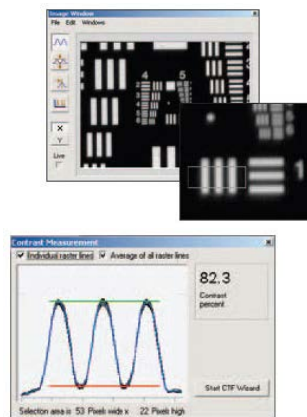 Image Window
File Edit Windows
4 5
X
Y
Live
1
Contrast Measurement
Individual raster lines Average of all raster lines
82.3
Contrast
percent
Start CTF Wizard
Selection area is 53 Pixels wide x 22 Pixels high